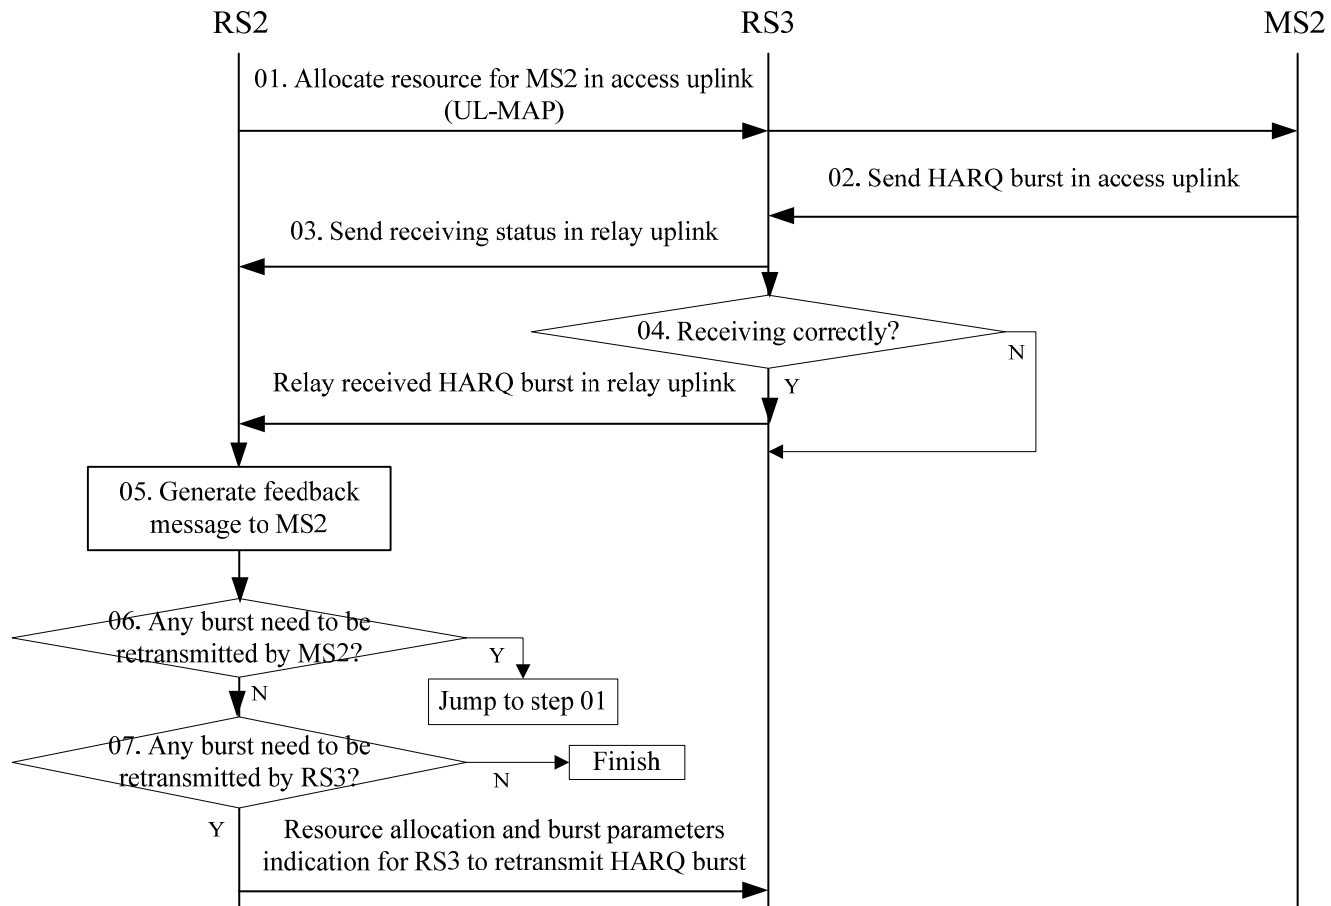 RS2
RS3
MS2
01. Allocate resource for MS2 in access uplink
(UL-MAP)
02. Send HARQ burst in access uplink
03. Send receiving status in relay uplink
04. Receiving correctly?
N
Relay received HARQ burst in relay uplink
Y
05. Generate feedback
message to MS2
06. Any burst need to be
retransmitted by MS2?
Y
N
Jump to step 01
07. Any burst need to be
retransmitted by RS3?
N
Finish
Y
Resource allocation and burst parameters
indication for RS3 to retransmit HARQ burst